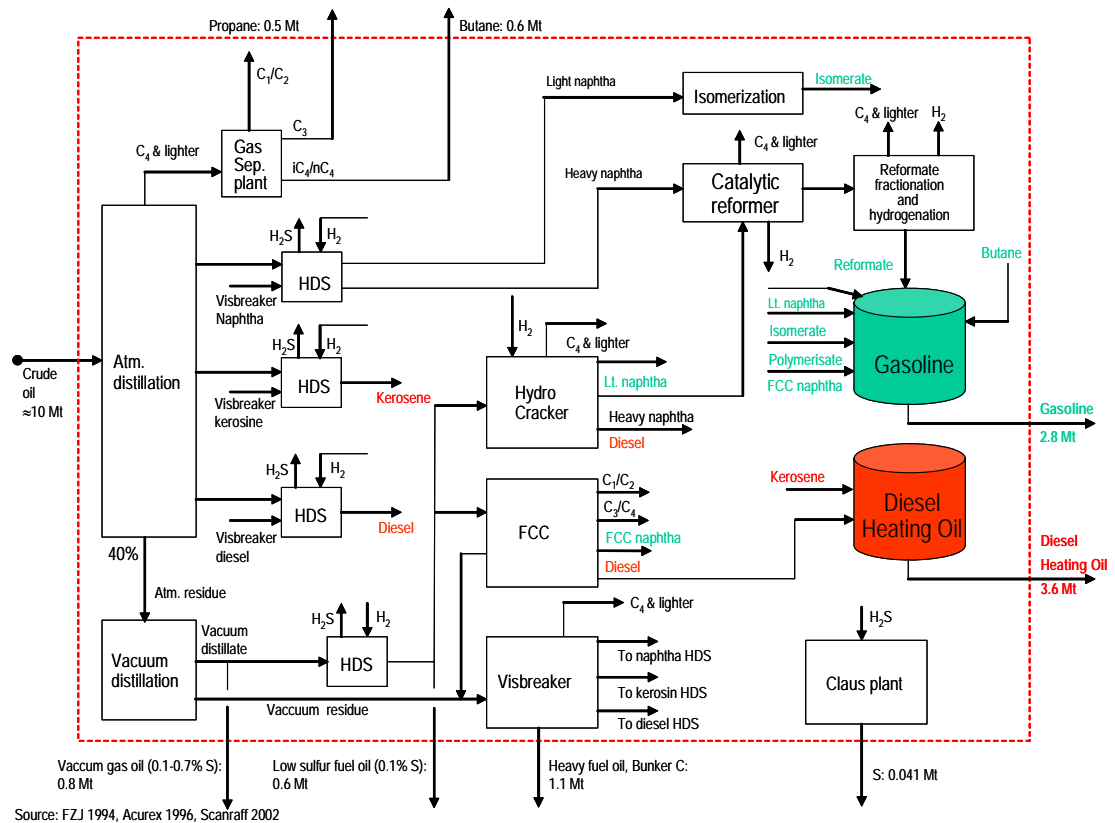 Propane: 0.5 Mt
Butane: 0.6 Mt
C1/C2
Light naphtha
Isomerization
Isomerate
C4 & lighter
Gas
Sep.
plant
C3
iC4/nC4
C4 & lighter
C4 & lighter
H2
Heavy naphtha
Catalytic
reformer
Reformate
fractionation
and
hydrogenation
H2S
H2
HDS
Visbreaker
Naphtha
H2
Reformate
Butane
Lt. naphtha
Isomerate
Polymerisate
FCC naphtha
Gasoline
Gasoline
2.8 Mt
Crude
oil
≈10 Mt
Atm.
distillation
H2S
H2
HDS
Visbreaker
kerosine
Kerosene
H2
C4 & lighter
Hydro
Cracker
Lt. naphtha
Heavy naphtha
Diesel
H2S
H2
HDS
Visbreaker
diesel
Diesel
FCC
C1/C2
C3/C4
FCC naphtha
Diesel
Kerosene
Diesel
Heating Oil
Diesel
Heating Oil
3.6 Mt
40%
Atm. residue
Vacuum
distillation
Vacuum
distillate
H2S
H2
HDS
Vaccuum residue
C4 & lighter
Visbreaker
To naphtha HDS
To kerosin HDS
To diesel HDS
H2S
Claus plant
Vaccum gas oil (0.1-0.7% S):
0.8 Mt
Low sulfur fuel oil (0.1% S):
0.6 Mt
Heavy fuel oil, Bunker C:
1.1 Mt
S: 0.041 Mt
Source: FZJ 1994, Acurex 1996, Scanraff 2002